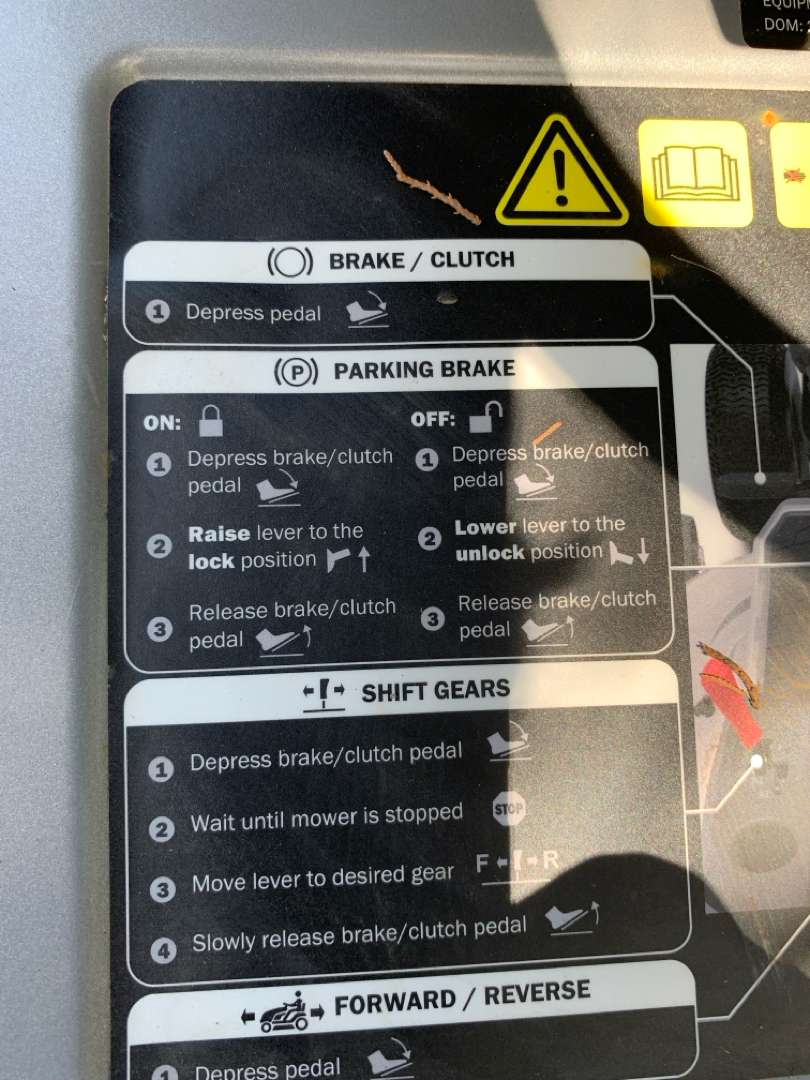 EQUIPM
DOM:
BRAKE / CLUTCH
1 Depress pedal
(P) PARKING BRAKE
ON:
1 Depress brake/clutch
pedal
2 Raise lever to the
lock position
3 Release brake/clutch
pedal
OFF:
1 Depress brake/clutch
pedal
2 Lower lever to the
unlock position
3 Release brake/clutch
pedal
SHIFT GEARS
1 Depress brake/clutch pedal
2 Wait until mower is stopped STOP
3 Move lever to desired gear F R
4 Slowly release brake/clutch pedal
FORWARD / REVERSE
1 Depress pedal